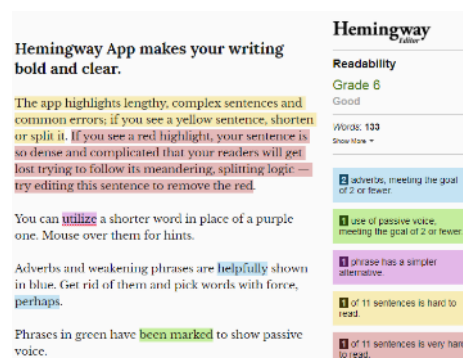 Hemingway App makes your writing
bold and clear.
The app highlights lengthy, complex sentences and
common errors; if you see a yellow sentence, shorten
or split it. If you see a red highlight, your sentence is
so dense and complicated that your readers will get
lost trying to follow its meandering, splitting logic —
try editing this sentence to remove the red.
You can utilize a shorter word in place of a purple
one. Mouse over them for hints.
Adverbs and weakening phrases are helpfully shown
in blue. Get rid of them and pick words with force,
perhaps.
Phrases in green have been marked to show passive
voice.
Hemingway
Editor
Readability
Grade 6
Good
Words: 133
Show More
2 adverbs, meeting the goal
of 2 or fewer.
1 use of passive voice,
meeting the goal of 2 or fewer.
1 phrase has a simpler
alternative.
1 of 11 sentences is hard to
read.
1 of 11 sentences is very hard
to read.